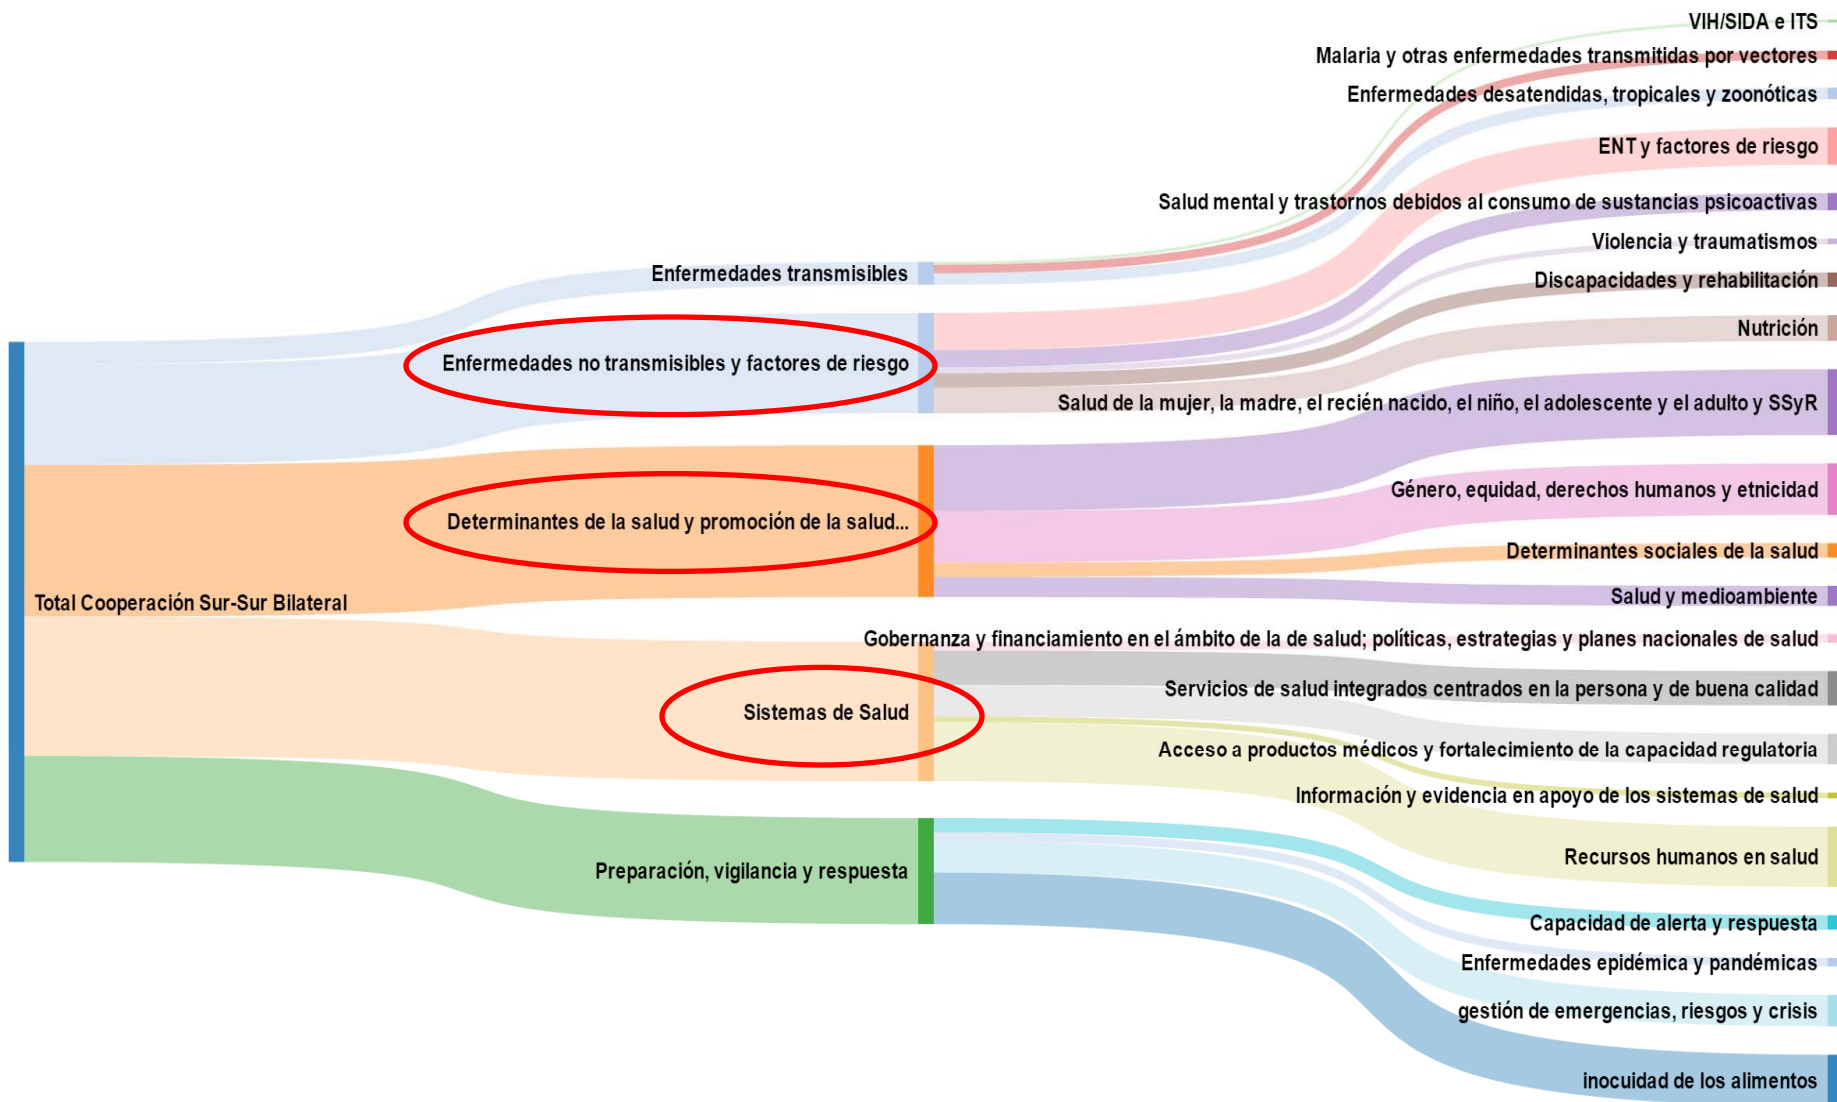 VIH/SIDA e ITS
Malaria y otras enfermedades transmitidas por vectores
Enfermedades desatendidas, tropicales y zoonóticas
ENT y factores de riesgo
Salud mental y trastornos debidos al consumo de sustancias psicoactivas
Violencia y traumatismos
Enfermedades transmisibles
Discapacidades y rehabilitación
Nutrición
Enfermedades no transmisibles y factores de riesgo
Salud de la mujer, la madre, el recién nacido, el niño, el adolescente y el adulto y SSyR
Género, equidad, derechos humanos y etnicidad
Determinantes de la salud y promoción de la salud...
Determinantes sociales de la salud
Salud y medioambiente
Total Cooperación Sur-Sur Bilateral
Gobernanza y financiamiento en el ámbito de la de salud; políticas, estrategias y planes nacionales de salud
Servicios de salud integrados centrados en la persona y de buena calidad
Sistemas de Salud
Acceso a productos médicos y fortalecimiento de la capacidad regulatoria
Información y evidencia en apoyo de los sistemas de salud
Recursos humanos en salud
Preparación, vigilancia y respuesta
Capacidad de alerta y respuesta
Enfermedades epidémica y pandémicas
gestión de emergencias, riesgos y crisis
inocuidad de los alimentos